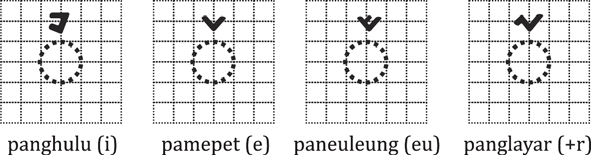 panghulu (i) pamepet (e) paneuleung (eu) panglayar (+r)